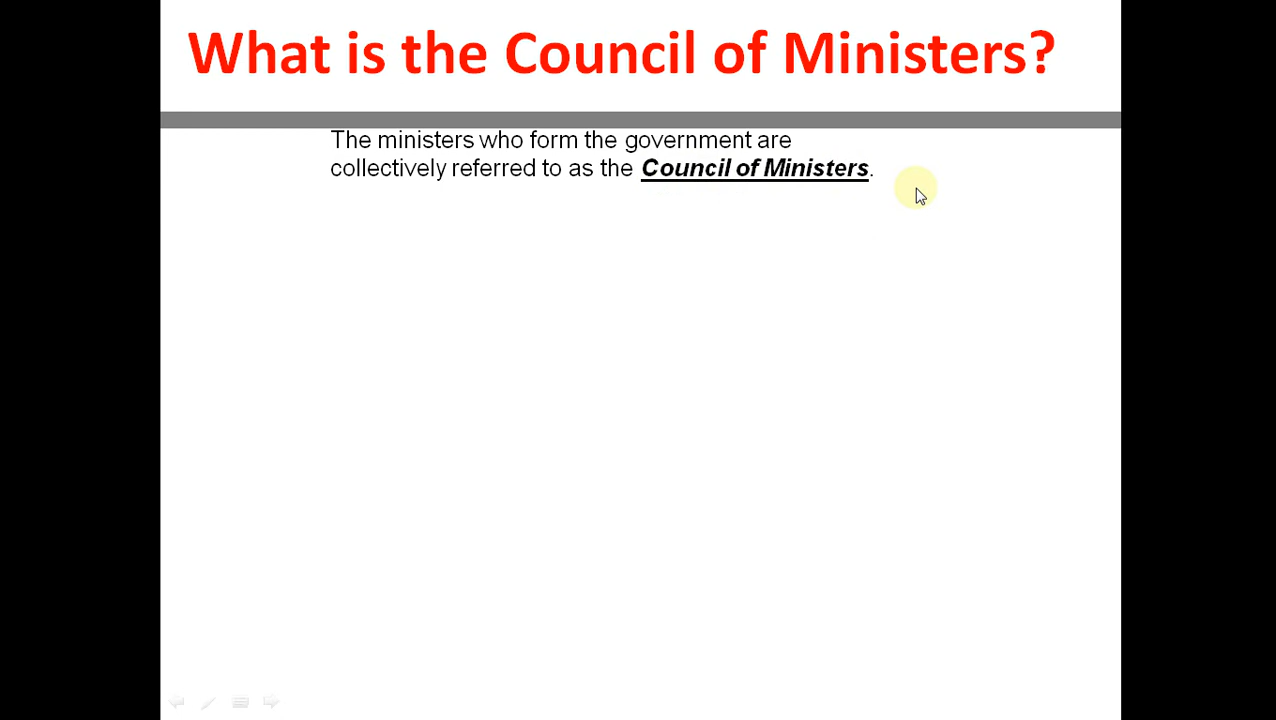 What is the Council of Ministers?
The ministers who form the government are
collectively referred to as the Council of Ministers.